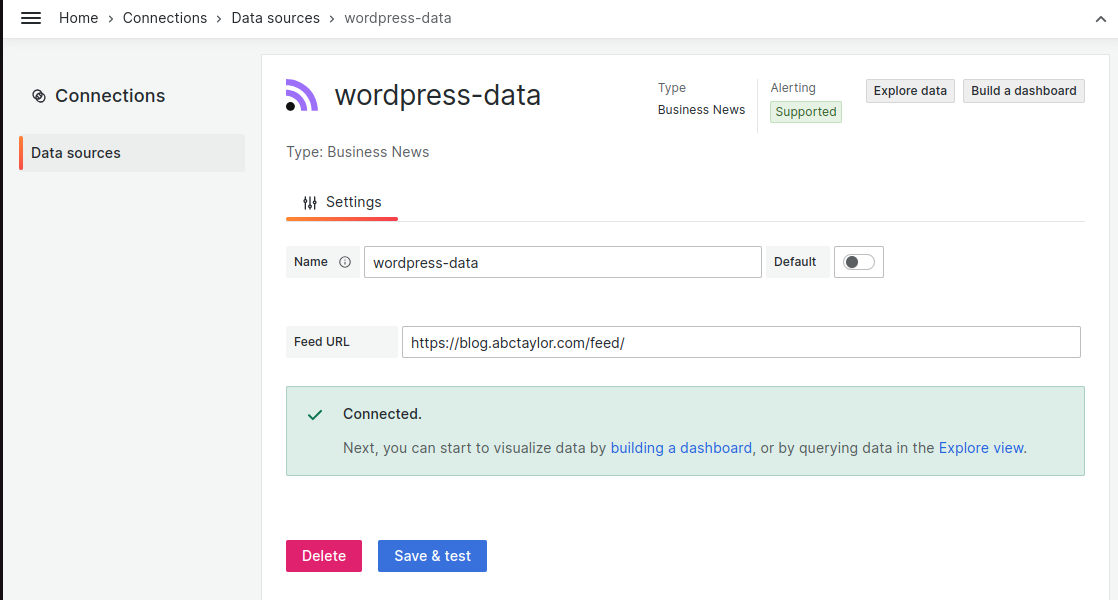 Home › Connections › Data sources › wordpress-data
Connections
Data sources
wordpress-data
Type
Business News
Alerting
Supported
Explore data
Build a dashboard
Type: Business News
Settings
Name
wordpress-data
Default
Feed URL
https://blog.abctaylor.com/feed/
Connected.
Next, you can start to visualize data by building a dashboard, or by querying data in the Explore view.
Delete
Save & test